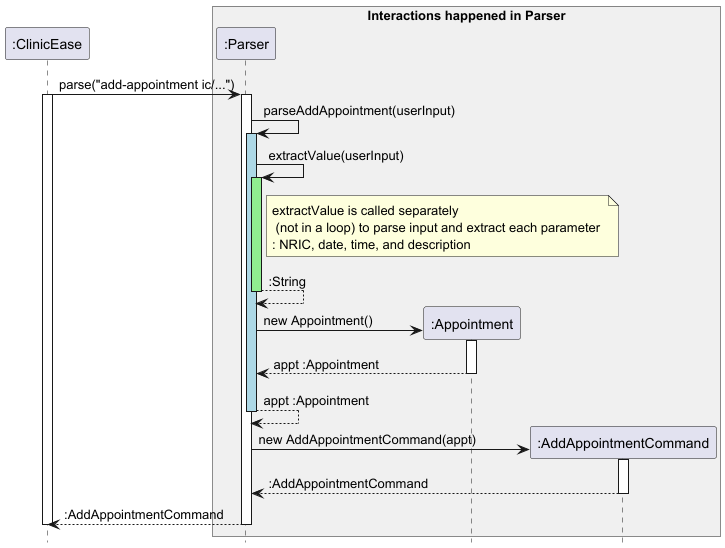 Interactions happened in Parser
:ClinicEase
:Parser
parse("add-appointment ic/...")
parseAddAppointment(userInput)
extractValue(userInput)
extractValue is called separately
(not in a loop) to parse input and extract each parameter
: NRIC, date, time, and description
:String
new Appointment()
:Appointment
appt :Appointment
appt :Appointment
new AddAppointmentCommand(appt)
:AddAppointmentCommand
:AddAppointmentCommand
:AddAppointmentCommand